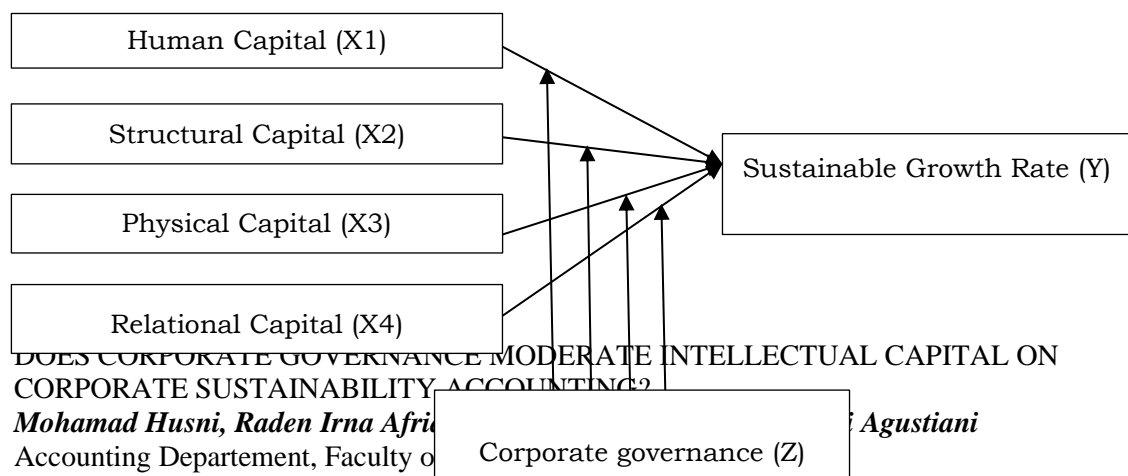 Human Capital (X1)
Structural Capital (X2)
Sustainable Growth Rate (Y)
Physical Capital (X3)
Relational Capital (X4)
DOES CORPORATE GOVERNANCE MODERATE INTELLECTUAL CAPITAL ON
CORPORATE SUSTAINABILITY ACCOUNTING?
Mohamad Husni, Raden Irna Agustiani
Accounting Departement, Faculty
Corporate governance (Z)